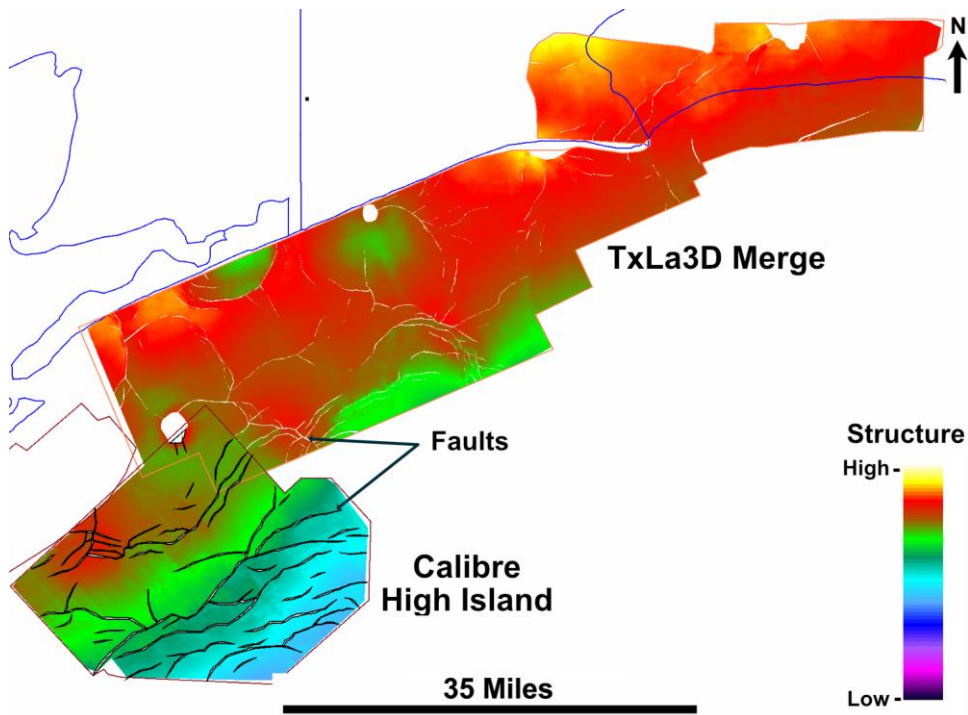 N
TxLa3D Merge
Faults
Structure
High
Calibre
High Island
35 Miles
Low